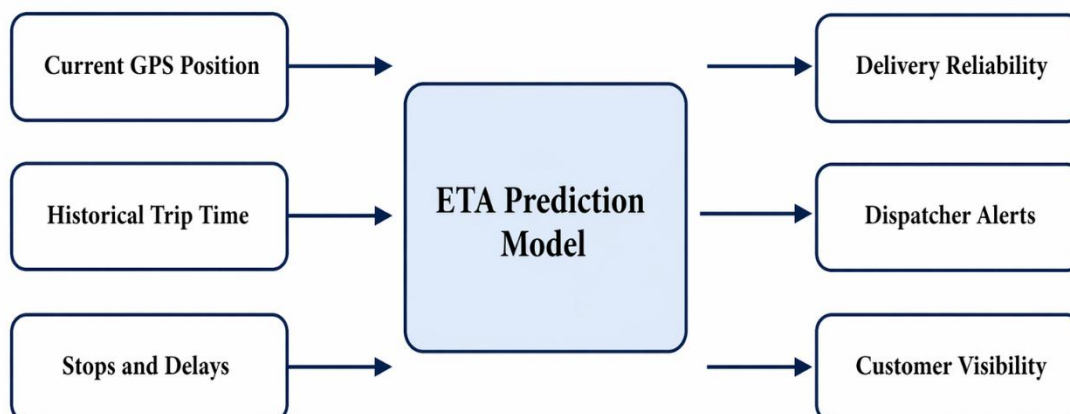 Current GPS Position
Delivery Reliability
Historical Trip Time
ETA Prediction
Model
Dispatcher Alerts
Stops and Delays
Customer Visibility